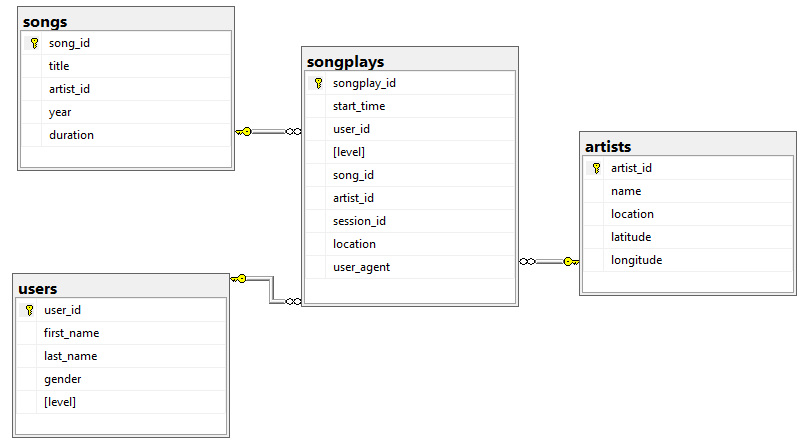 songs
song_id
title
artist_id
year
duration
songplays
songplay_id
start_time
user_id
[level]
song_id
artist_id
session_id
location
user_agent
artists
artist_id
name
location
latitude
longitude
users
user_id
first_name
last_name
gender
[level]